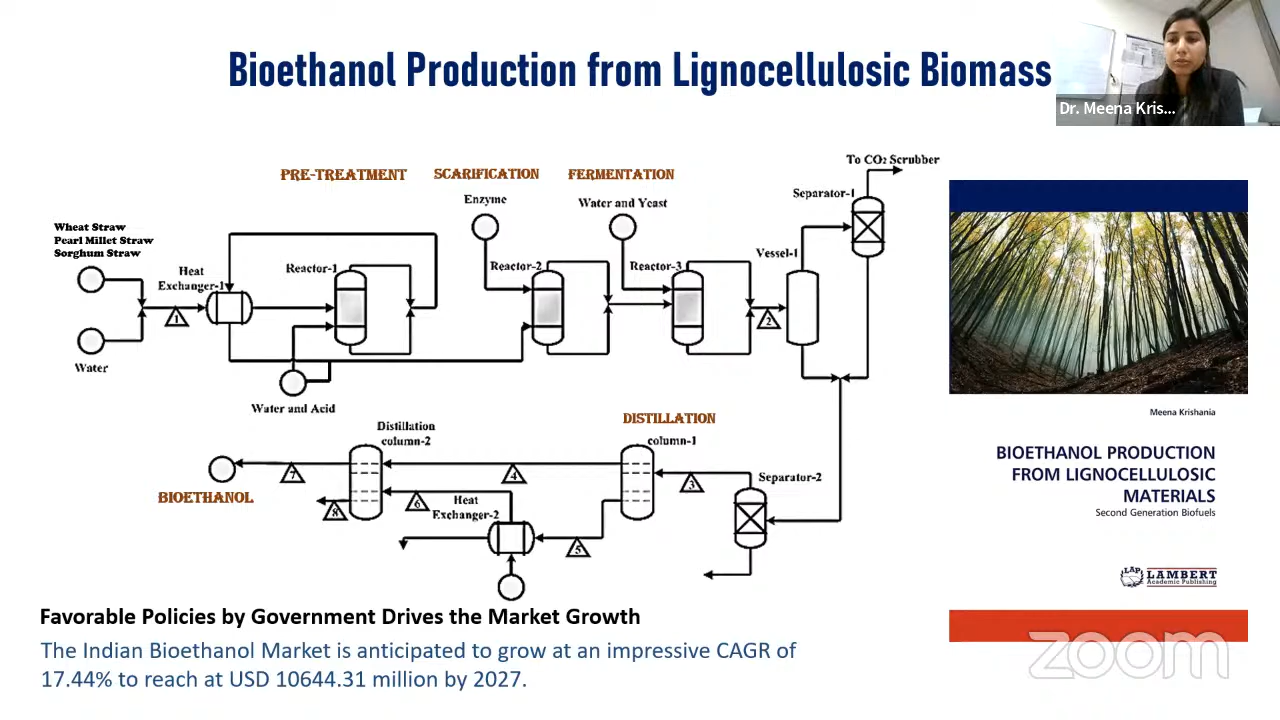 Bioethanol Production from Lignocellulosic Biomass
Dr. Meena Kris...
To CO₂ Scrubber
PRE-TREATMENT
SCARIFICATION
FERMENTATION
Separator-1
Enzyme
Water and Yeast
Wheat Straw
Pearl Millet Straw
Sorghum Straw
Vessel-1
Heat
Exchanger-1
Reactor-1
Reactor-2
Reactor-3
1
2
Water
Water and Acid
DISTILLATION
Distillation
column-2
column-1
7
4
3
Separator-2
BIOETHANOL
8
6
Heat
Exchanger-2
5
Meena Krishania
BIOETHANOL PRODUCTION
FROM LIGNOCELLULOSIC
MATERIALS
Second Generation Biofuels
LAP
LAMBERT
Academic Publishing
Favorable Policies by Government Drives the Market Growth
The Indian Bioethanol Market is anticipated to grow at an impressive CAGR of
17.44% to reach at USD 10644.31 million by 2027.
zoom